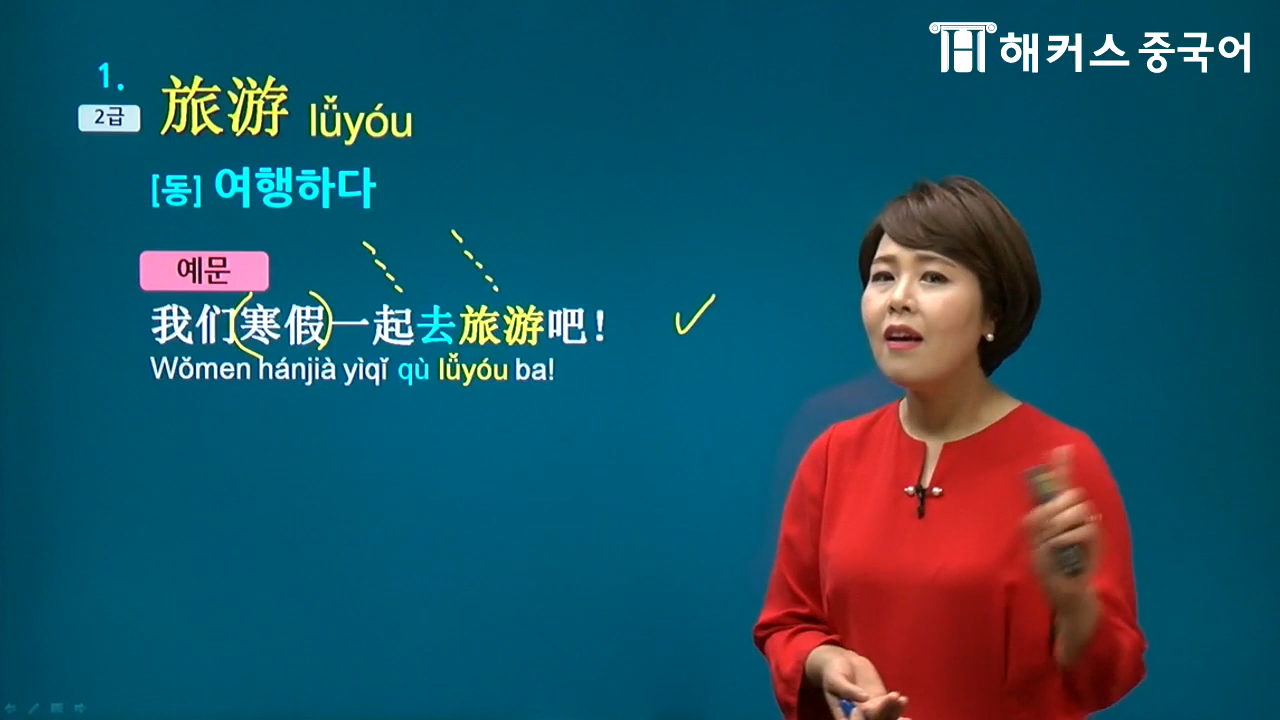 해커스 중국어
1.
2급
旅游 lǚyóu
[동] 여행하다
예문
我们寒假一起去旅游吧!
Wǒmen hánjià yìqǐ qù lǚyóu ba!